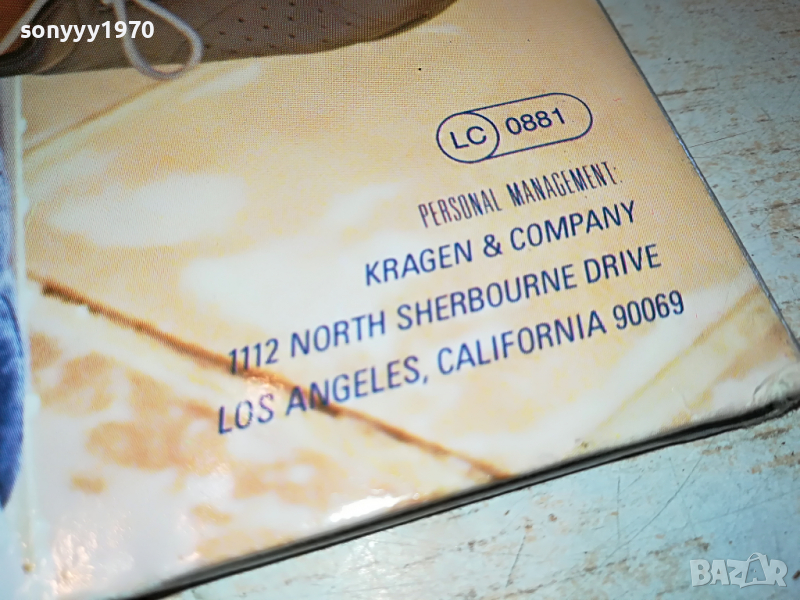 sonyyy1970
LC 0881
PERSONAL MANAGEMENT:
KRAGEN & COMPANY
1112 NORTH SHERBOURNE DRIVE
LOS ANGELES, CALIFORNIA 90069
BAZAR